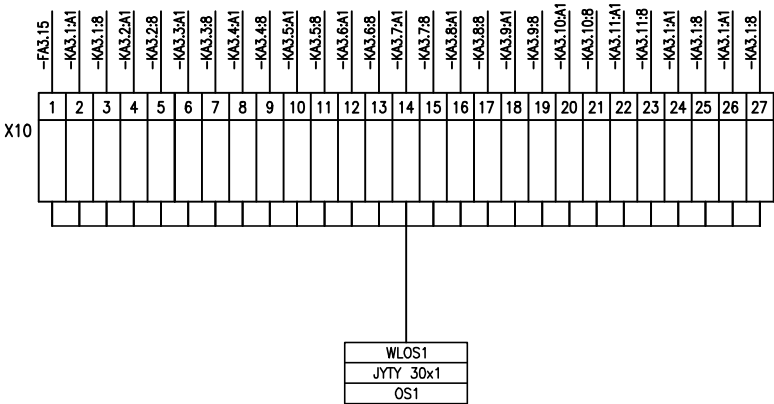 -FA3.15
-KA3.1:A1
-KA3.1:8
-KA3.2:A1
-KA3.2:8
-KA3.3:A1
-KA3.3:8
-KA3.4:A1
-KA3.4:8
-KA3.5:A1
-KA3.5:8
-KA3.6:A1
-KA3.6:8
-KA3.7:A1
-KA3.7:8
-KA3.8:A1
-KA3.8:8
-KA3.9:A1
-KA3.9:8
-KA3.10:A1
-KA3.10:8
-KA3.11:A1
-KA3.11:8
-KA3.1:A1
-KA3.1:8
-KA3.1:A1
-KA3.1:8
1 2 3 4 5 6 7 8 9 10 11 12 13 14 15 16 17 18 19 20 21 22 23 24 25 26 27
X10
WLOS1
JYTY 30x1
OS1